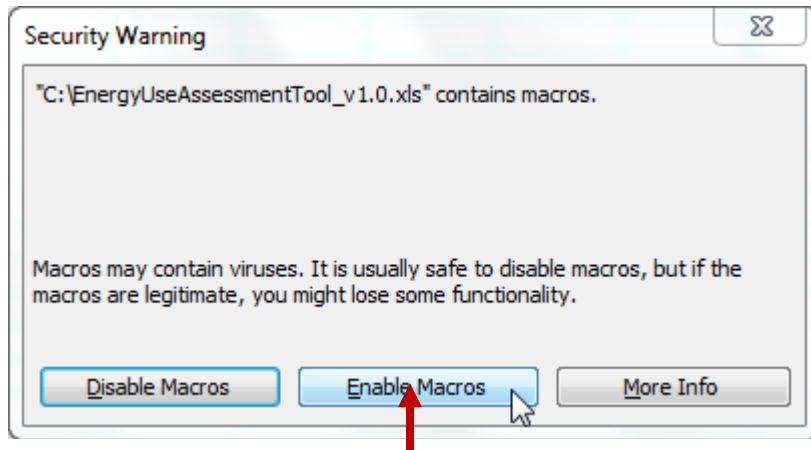 Security Warning
"C:\EnergyUseAssessmentTool_v1.0.xls" contains macros.
Macros may contain viruses. It is usually safe to disable macros, but if the
macros are legitimate, you might lose some functionality.
Disable Macros Enable Macros More Info